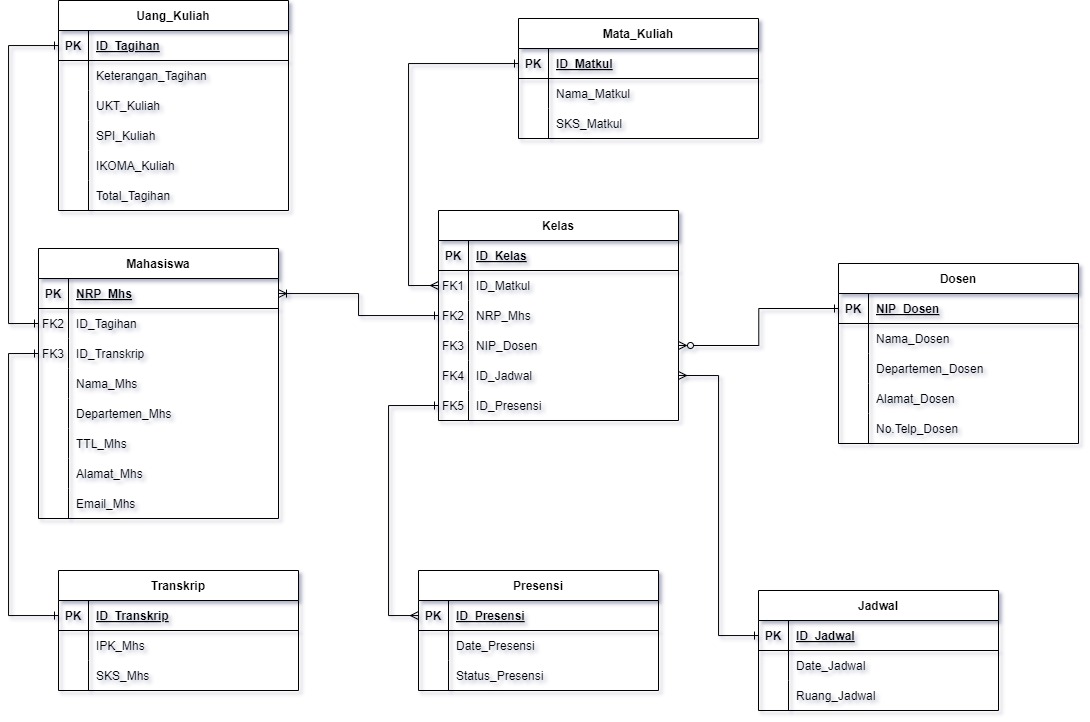 Uang_Kuliah
PK ID_Tagihan
Keterangan_Tagihan
UKT_Kuliah
SPI_Kuliah
IKOMA_Kuliah
Total_Tagihan
Mata_Kuliah
PK ID_Matkul
Nama_Matkul
SKS_Matkul
Mahasiswa
PK NRP_Mhs
FK2 ID_Tagihan
FK3 ID_Transkrip
Nama_Mhs
Departemen_Mhs
TTL_Mhs
Alamat_Mhs
Email_Mhs
Kelas
PK ID_Kelas
FK1 ID_Matkul
FK2 NRP_Mhs
FK3 NIP_Dosen
FK4 ID_Jadwal
FK5 ID_Presensi
Dosen
PK NIP_Dosen
Nama_Dosen
Departemen_Dosen
Alamat_Dosen
No.Telp_Dosen
Transkrip
PK ID_Transkrip
IPK_Mhs
SKS_Mhs
Presensi
PK ID_Presensi
Date_Presensi
Status_Presensi
Jadwal
PK ID_Jadwal
Date_Jadwal
Ruang_Jadwal